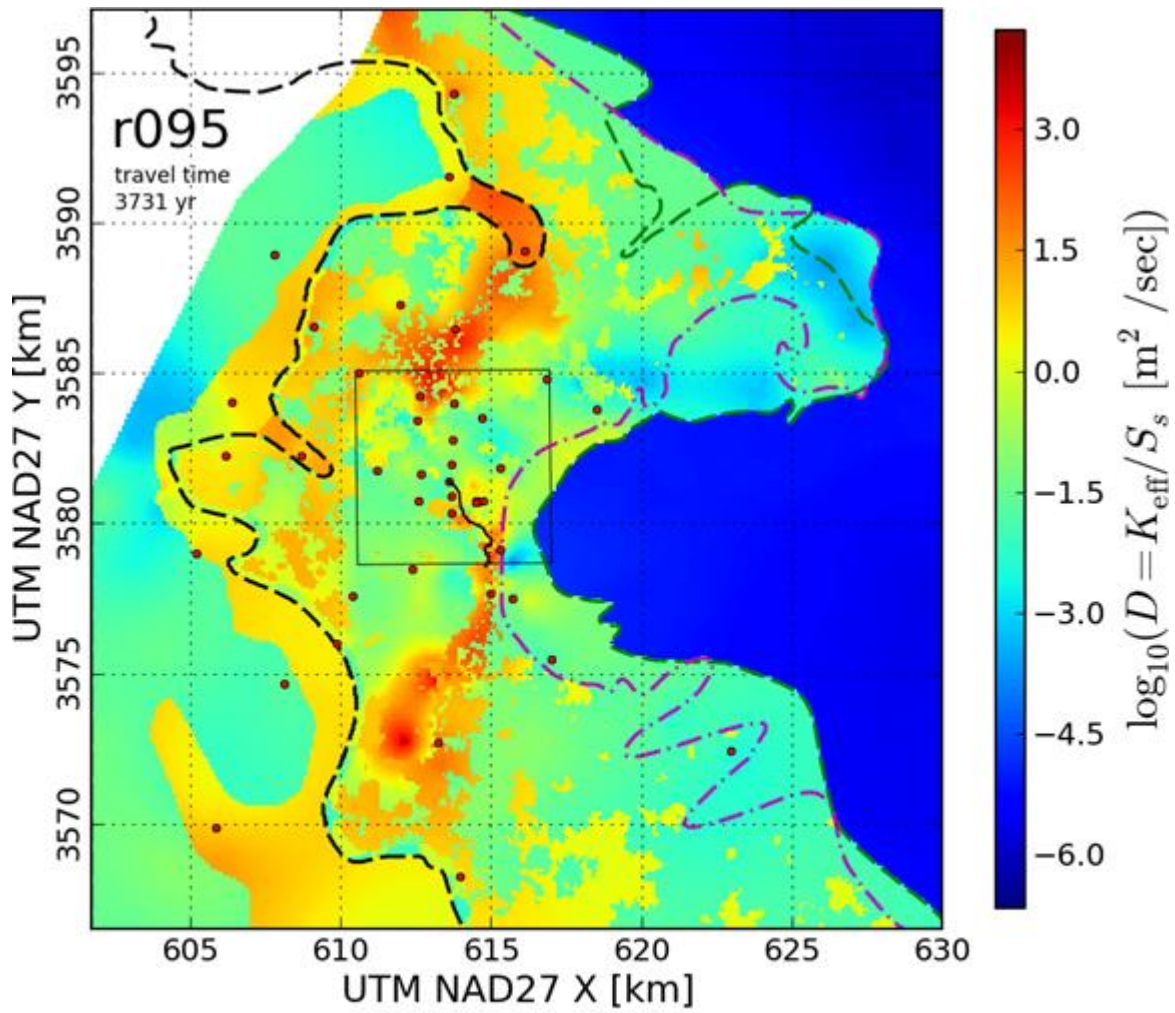 r095
travel time
3731 yr
3595
3590
3585
3580
3575
3570
UTM NAD27 Y [km]
605 610 615 620 625 630
UTM NAD27 X [km]
3.0
1.5
0.0
−1.5
−3.0
−4.5
−6.0
log₁₀(D = K_eff/S_s [m² /sec])